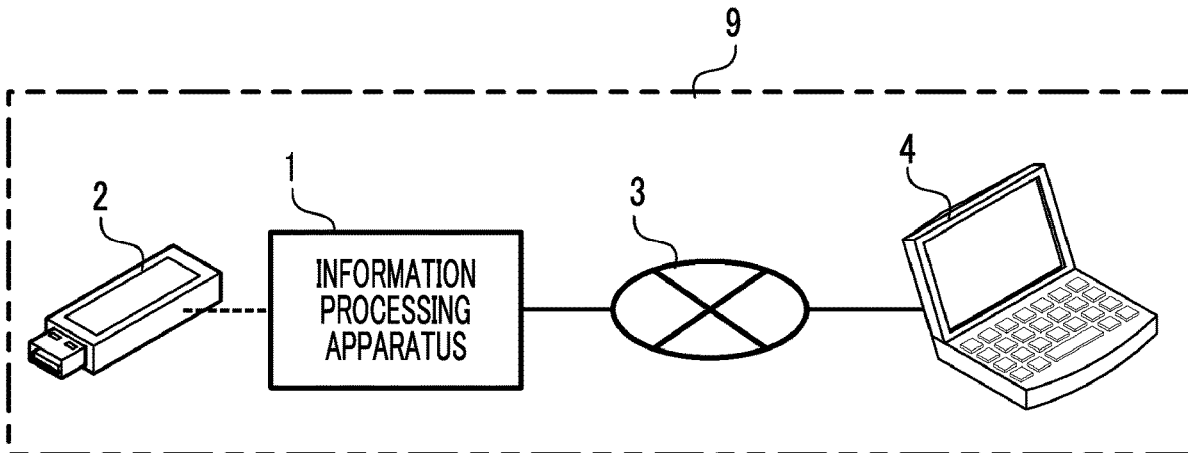 9
4
1
3
2
INFORMATION
PROCESSING
APPARATUS